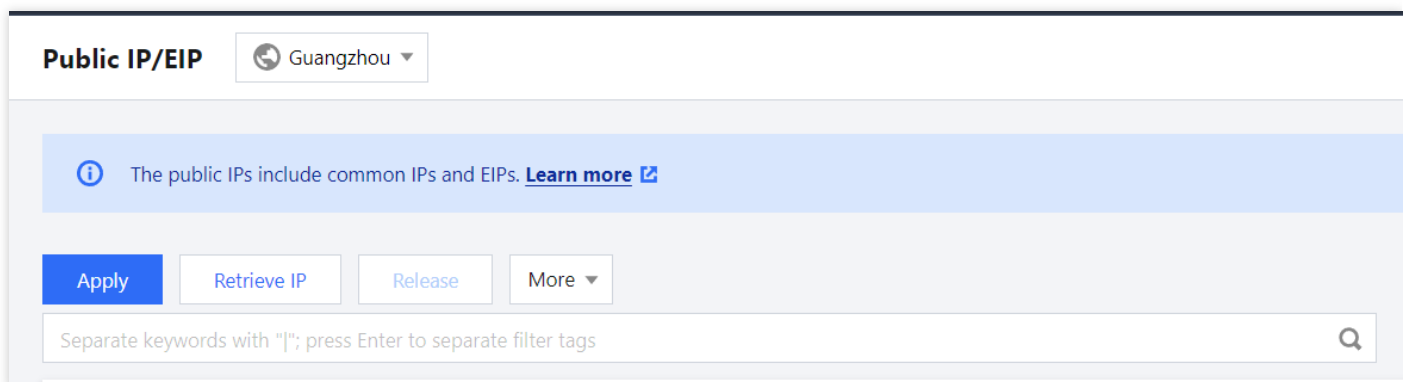 Public IP/EIP Guangzhou
The public IPs include common IPs and EIPs. Learn more
Apply Retrieve IP Release More
Separate keywords with "|"; press Enter to separate filter tags